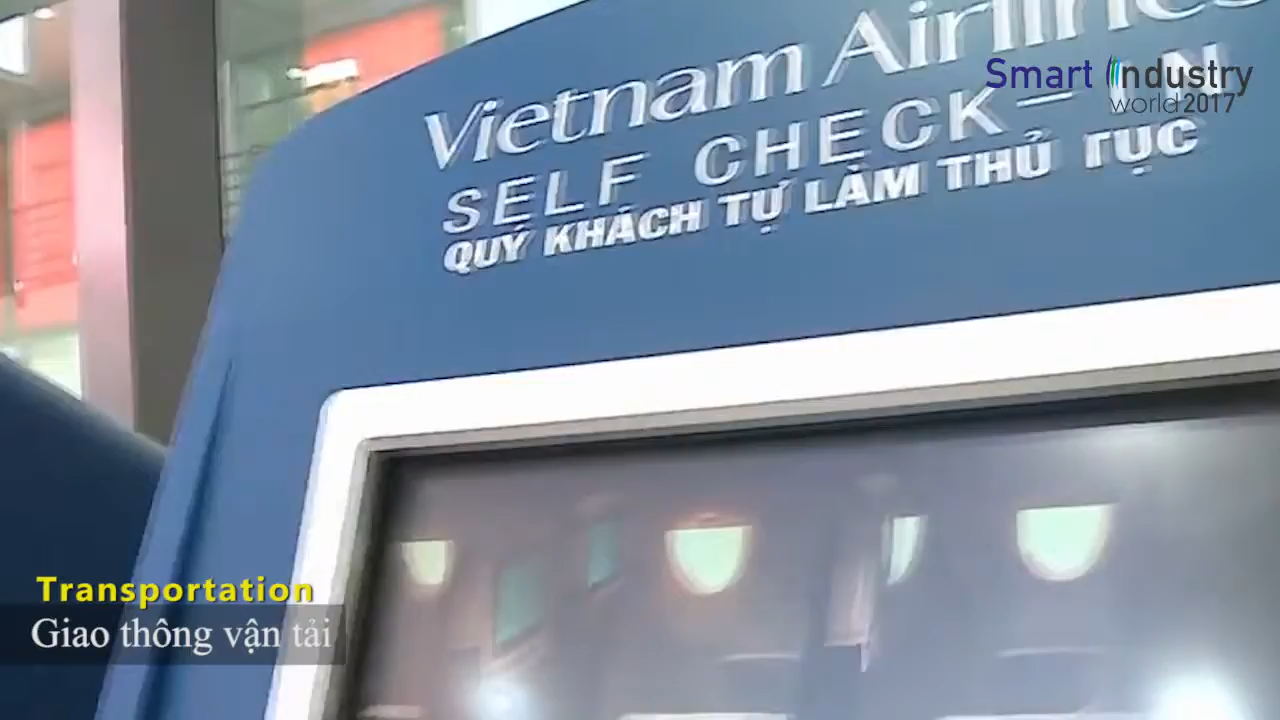 Vietnam Airlines
SELF CHECK-IN
QUÝ KHÁCH TỰ LÀM THỦ TỤC
Smart industry
world 2017
Transportation
Giao thông vận tải